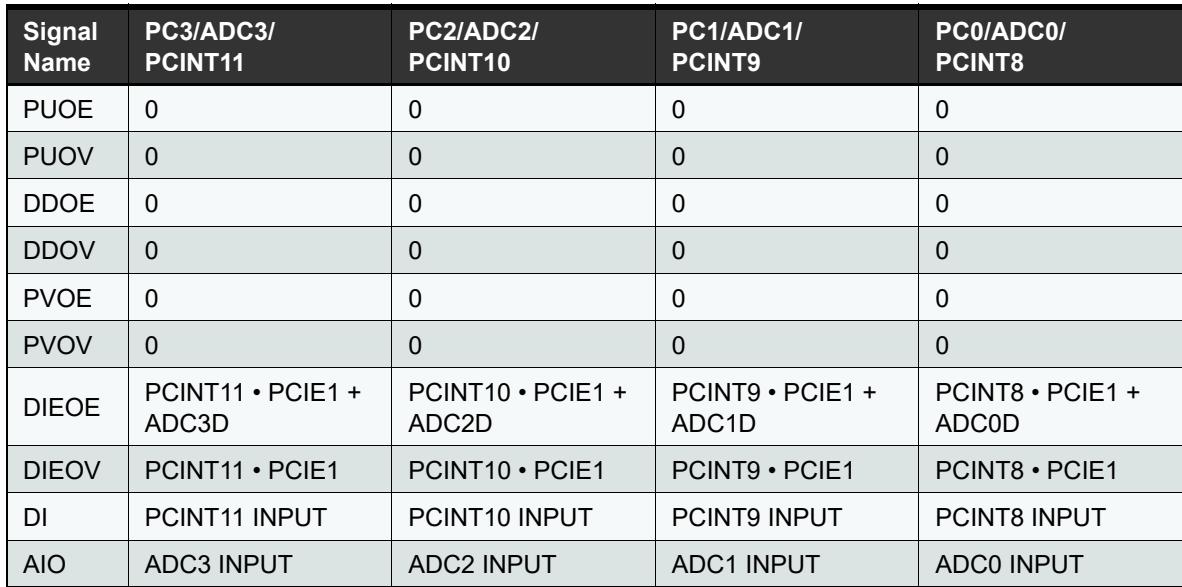 Signal Name PC3/ADC3/ PCINT11 PC2/ADC2/ PCINT10 PC1/ADC1/ PCINT9 PC0/ADC0/ PCINT8
PUOE 0 0 0 0
PUOV 0 0 0 0
DDOE 0 0 0 0
DDOV 0 0 0 0
PVOE 0 0 0 0
PVOV 0 0 0 0
DIEOE PCINT11 • PCIE1 + ADC3D PCINT10 • PCIE1 + ADC2D PCINT9 • PCIE1 + ADC1D PCINT8 • PCIE1 + ADC0D
DIEOV PCINT11 • PCIE1 PCINT10 • PCIE1 PCINT9 • PCIE1 PCINT8 • PCIE1
DI PCINT11 INPUT PCINT10 INPUT PCINT9 INPUT PCINT8 INPUT
AIO ADC3 INPUT ADC2 INPUT ADC1 INPUT ADC0 INPUT